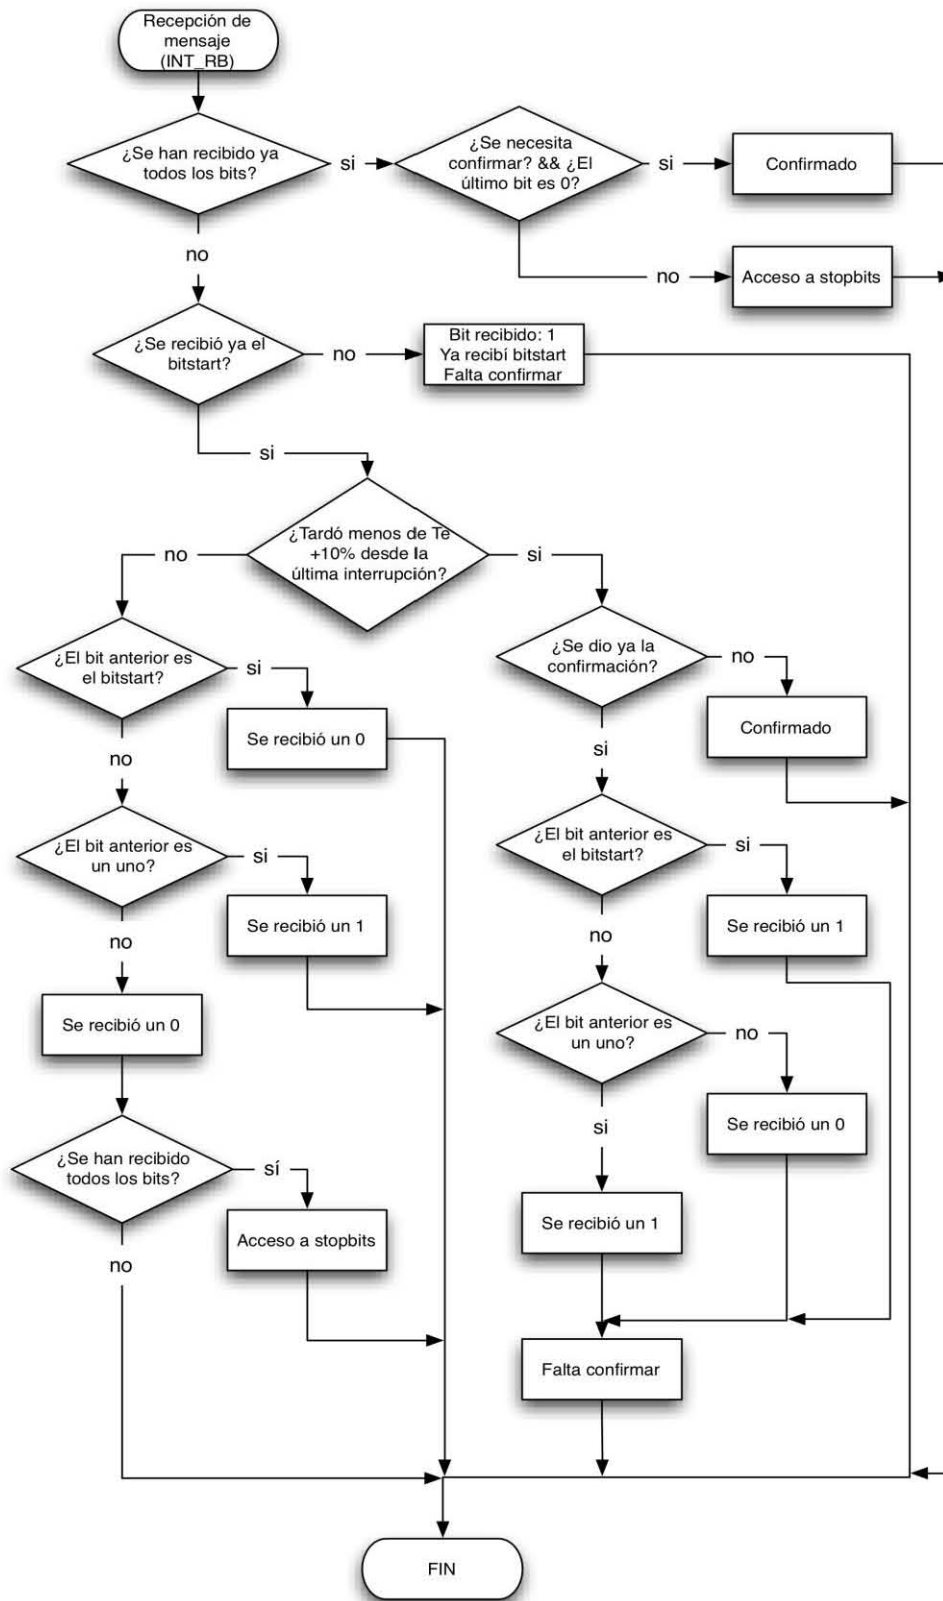 Recepción de
mensaje
(INT_RB)
¿Se han recibido ya
todos los bits?
si
¿Se necesita
confirmar? && ¿El
último bit es 0?
si
Confirmado
no
no
Acceso a stopbits
¿Se recibió ya el
bitstart?
no
Bit recibido: 1
Ya recibí bitstart
Falta confirmar
si
¿Tardó menos de Te
+10% desde la
última interrupción?
no
si
¿El bit anterior es
el bitstart?
si
Se recibió un 0
no
¿El bit anterior es
un uno?
si
Se recibió un 1
no
Se recibió un 0
¿Se han recibido
todos los bits?
sí
Acceso a stopbits
no
¿Se dio ya la
confirmación?
no
Confirmado
si
¿El bit anterior es
el bitstart?
si
Se recibió un 1
no
¿El bit anterior es
un uno?
no
Se recibió un 0
si
Se recibió un 1
Falta confirmar
FIN